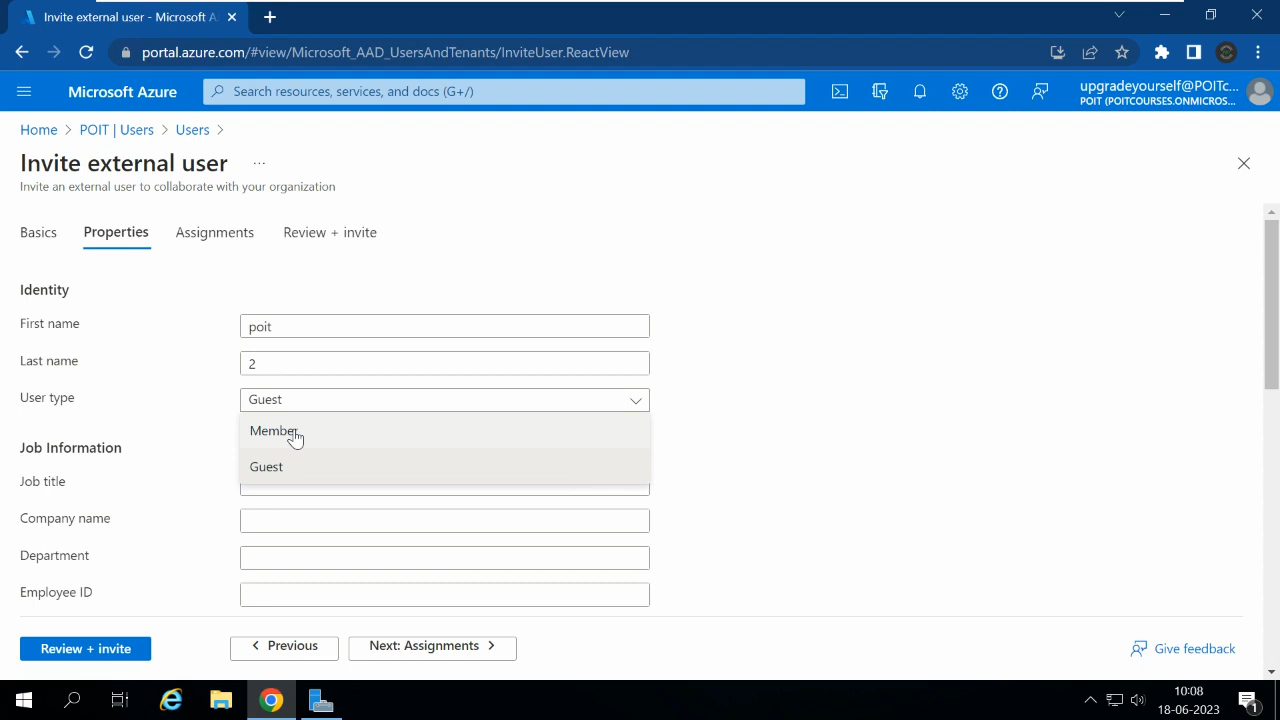 Invite external user - Microsoft A
portal.azure.com/#view/Microsoft_AAD_UsersAndTenants/InviteUser.ReactView
Microsoft Azure
Search resources, services, and docs (G+/)
upgradeyourself@POITc...
POIT (POITCOURSES.ONMICROS...
Home > POIT | Users > Users >
Invite external user ...
Invite an external user to collaborate with your organization
Basics Properties Assignments Review + invite
Identity
First name poit
Last name 2
User type Guest
Member
Job Information
Guest
Job title
Company name
Department
Employee ID
Review + invite < Previous Next: Assignments > Give feedback
10:08
18-06-2023
1